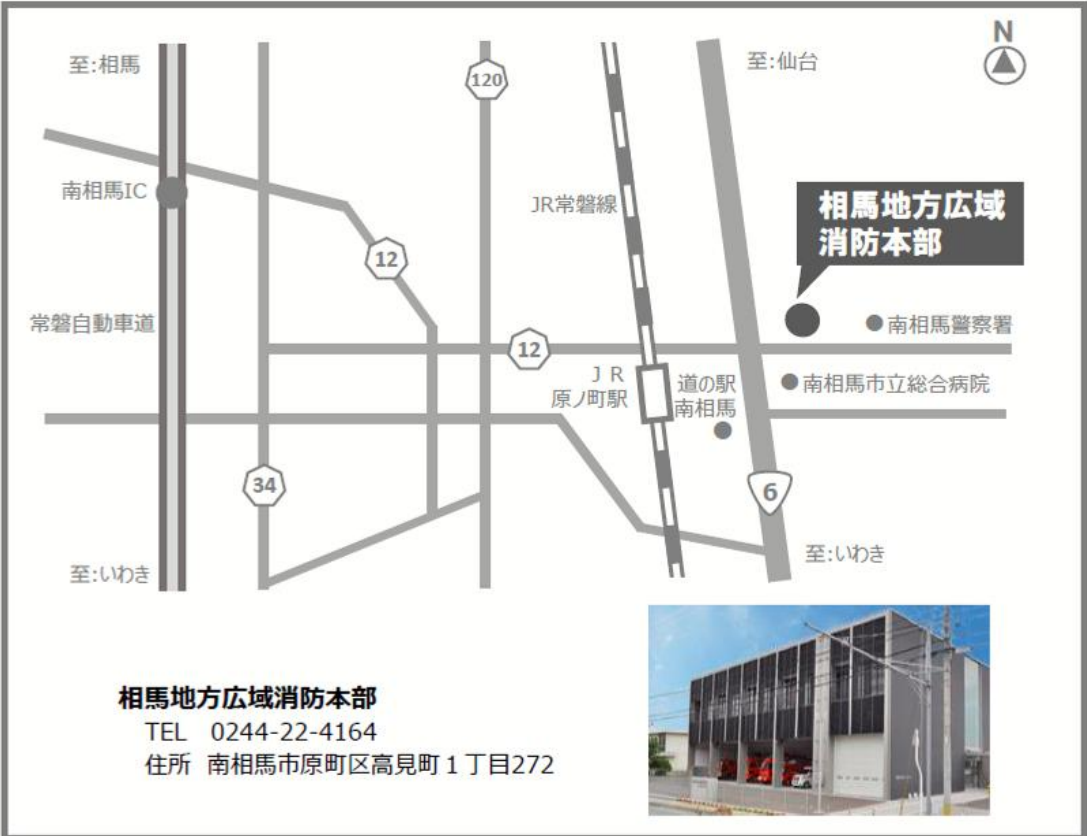 N
至:相馬
120
至:仙台
南相馬IC
JR常磐線
相馬地方広域
消防本部
12
常磐自動車道
南相馬警察署
12
JR
原ノ町駅
道の駅
南相馬
南相馬市立総合病院
34
6
至:いわき
至:いわき
相馬地方広域消防本部
TEL 0244-22-4164
住所 南相馬市原町区高見町1丁目272